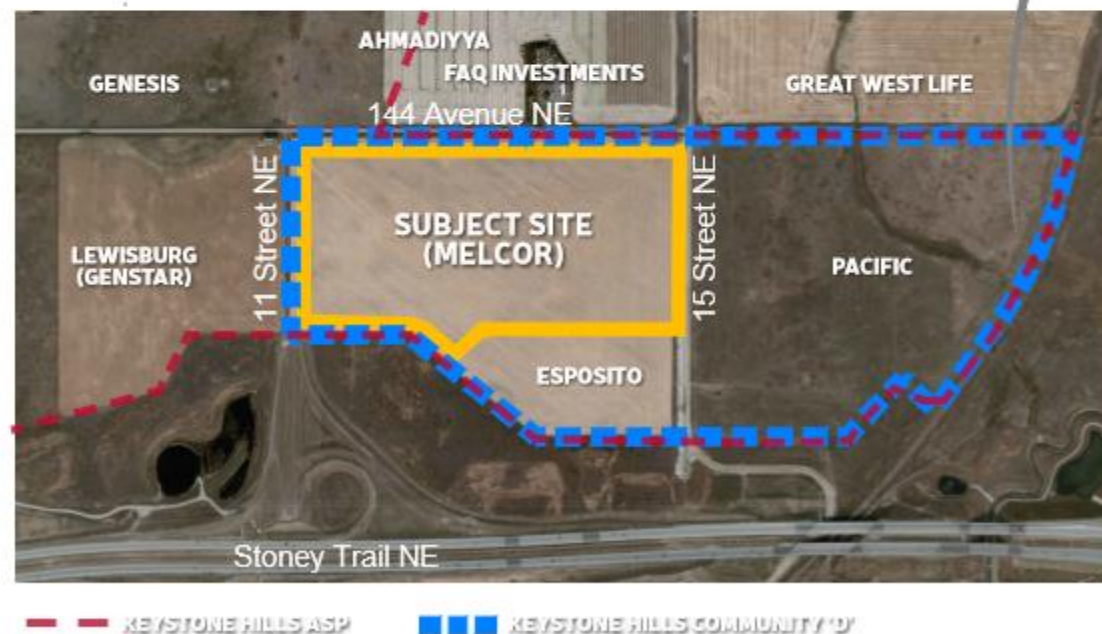 AHMADIYYA
GENESIS
FAQ INVESTMENTS
GREAT WEST LIFE
144 Avenue NE
11 Street NE
SUBJECT SITE
(MELCOR)
15 Street NE
LEWISBURG
(GENSTAR)
PACIFIC
ESPOSITO
Stoney Trail NE
KEYSTONE HILLS ASP
KEYSTONE HILLS COMMUNITY 'D'